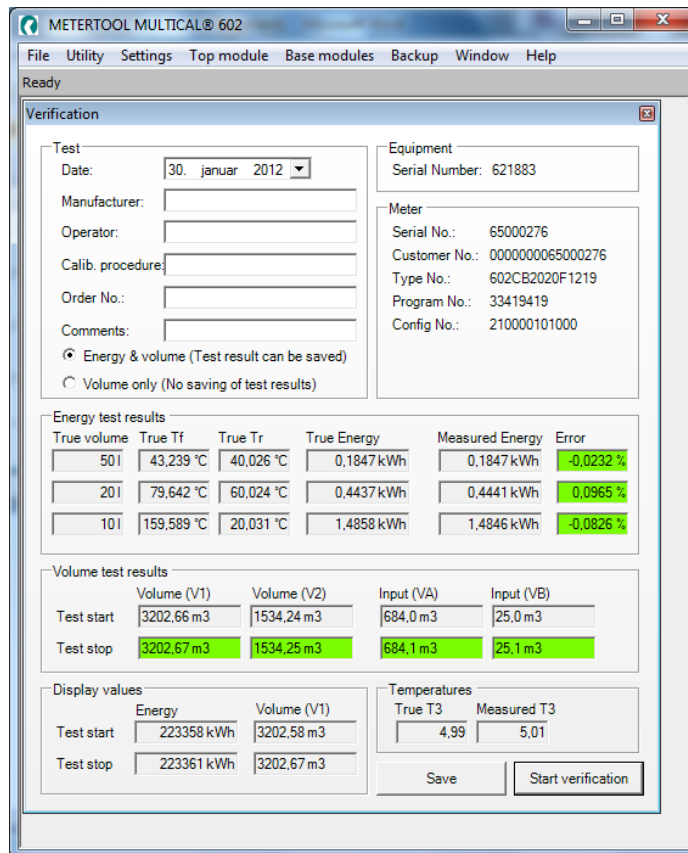 METERTOOL MULTICAL® 602
File Utility Settings Top module Base modules Backup Window Help
Ready
Verification
Test
Date: 30. januar 2012
Manufacturer:
Operator:
Calib. procedure:
Order No.:
Comments:
Energy & volume (Test result can be saved)
Volume only (No saving of test results)
Equipment
Serial Number: 621883
Meter
Serial No.: 65000276
Customer No.: 0000000065000276
Type No.: 602CB2020F1219
Program No.: 33419419
Config No.: 210000101000
Energy test results
True volume True Tf True Tr True Energy Measured Energy Error
50 l 43,239 °C 40,026 °C 0,1847 kWh 0,1847 kWh -0,0232 %
20 l 79,642 °C 60,024 °C 0,4437 kWh 0,4441 kWh 0,0965 %
10 l 159,589 °C 20,031 °C 1,4858 kWh 1,4846 kWh -0,0826 %
Volume test results
Volume (V1) Volume (V2) Input (VA) Input (VB)
Test start 3202,66 m3 1534,24 m3 684,0 m3 25,0 m3
Test stop 3202,67 m3 1534,25 m3 684,1 m3 25,1 m3
Display values
Energy Volume (V1)
Test start 223358 kWh 3202,58 m3
Test stop 223361 kWh 3202,67 m3
Temperatures
True T3 Measured T3
4,99 5,01
Save Start verification